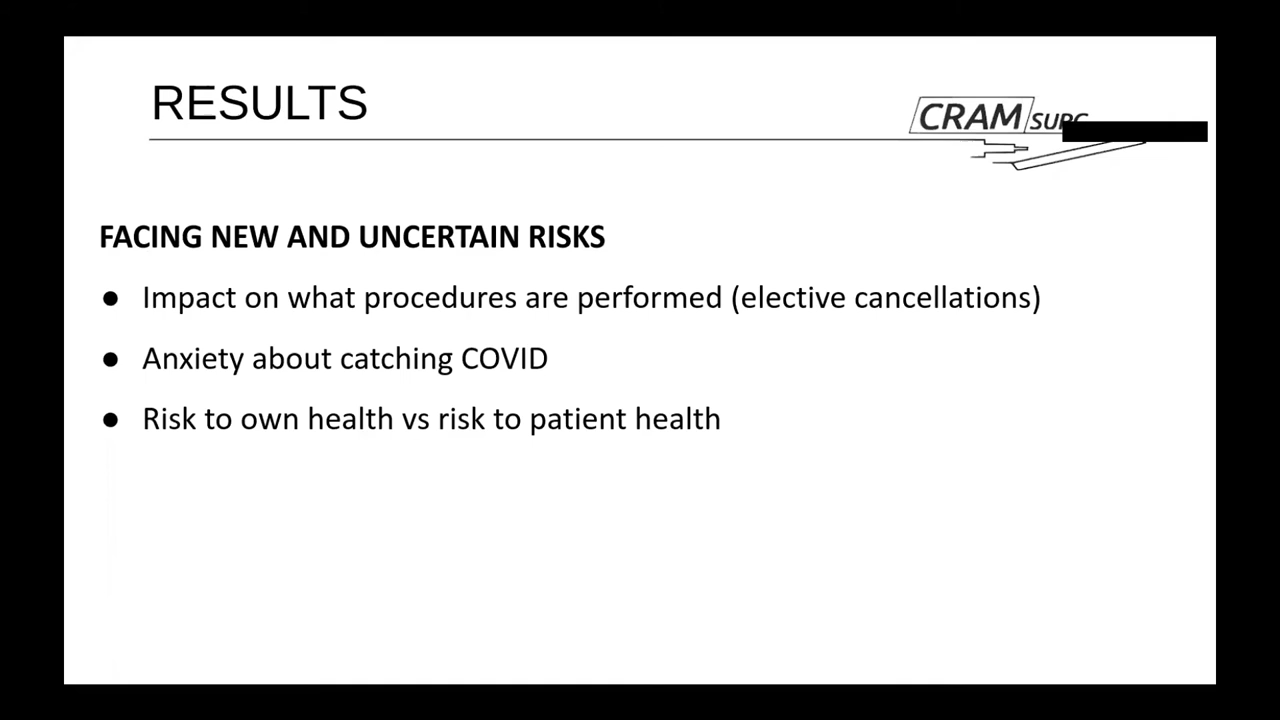 RESULTS
CRAM
FACING NEW AND UNCERTAIN RISKS
● Impact on what procedures are performed (elective cancellations)
● Anxiety about catching COVID
● Risk to own health vs risk to patient health